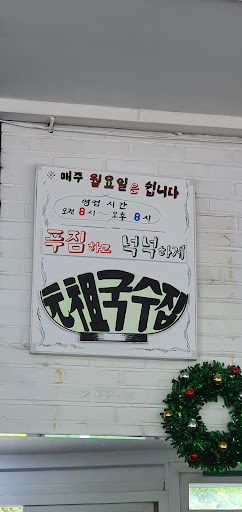 ※ 매주 월요일은 쉽니다
영업 시간
오전 8시~오후 8시
푸짐하고 넉넉하게
元祖국수집